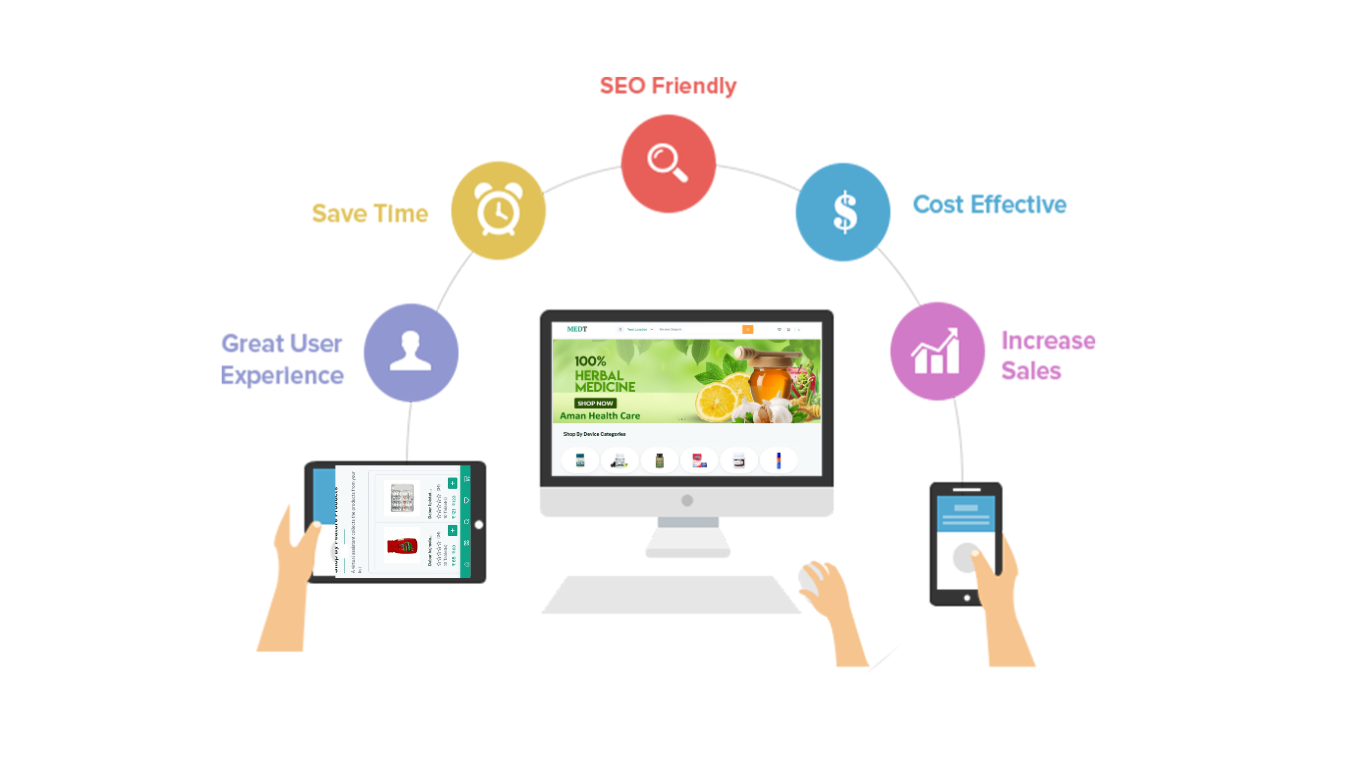 SEO Friendly
Save Time
Cost Effective
Great User
Experience
Increase
Sales
MEDT
100%
HERBAL
MEDICINE
SHOP NOW
Aman Health Care
Shop By Device Categories